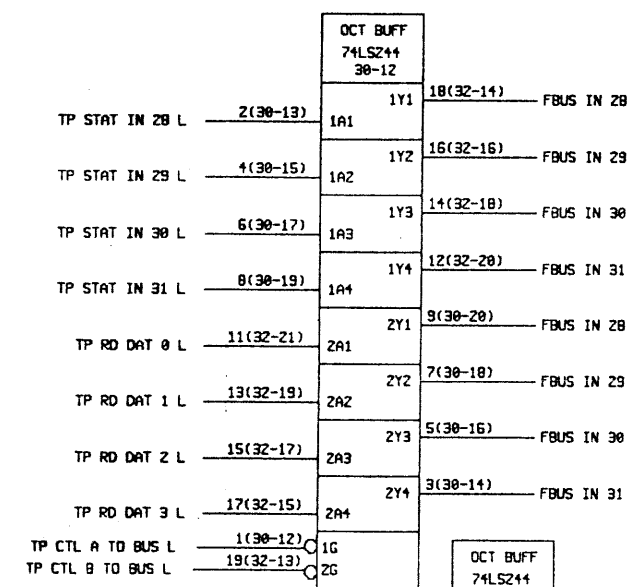 OCT BUFF
74LS244
30-12
1Y1 18(32-14) FBUS IN 28
TP STAT IN 28 L 2(30-13) 1A1
1Y2 16(32-16) FBUS IN 29
TP STAT IN 29 L 4(30-15) 1A2
1Y3 14(32-18) FBUS IN 30
TP STAT IN 30 L 6(30-17) 1A3
1Y4 12(32-20) FBUS IN 31
TP STAT IN 31 L 8(30-19) 1A4
2Y1 9(30-20) FBUS IN 28
TP RD DAT 0 L 11(32-21) 2A1
2Y2 7(30-18) FBUS IN 29
TP RD DAT 1 L 13(32-19) 2A2
2Y3 5(30-16) FBUS IN 30
TP RD DAT 2 L 15(32-17) 2A3
2Y4 3(30-14) FBUS IN 31
TP RD DAT 3 L 17(32-15) 2A4
TP CTL A TO BUS L 1(30-12) 1G
TP CTL B TO BUS L 19(32-13) 2G
OCT BUFF
74LS244